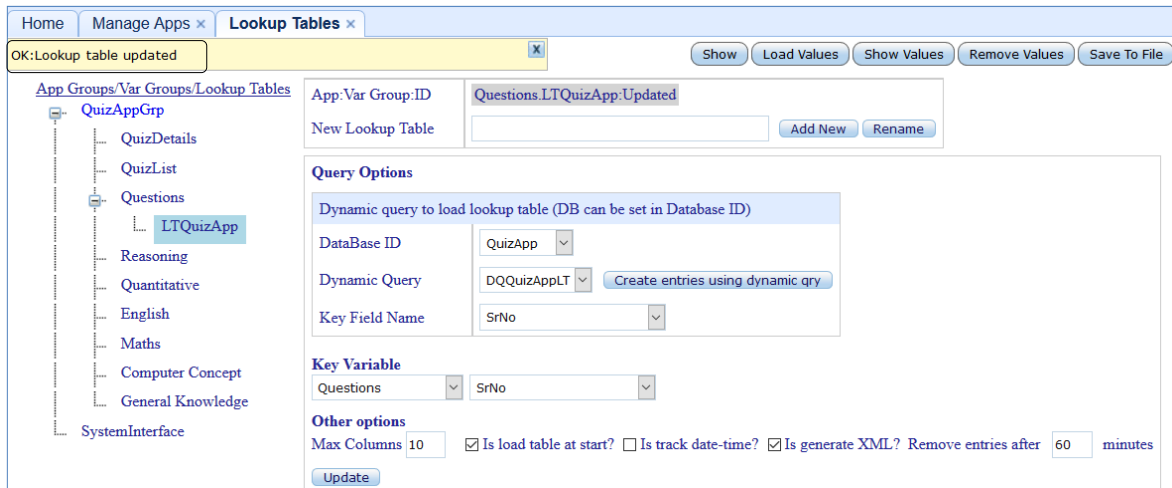 Home Manage Apps × Lookup Tables ×
OK:Lookup table updated X Show Load Values Show Values Remove Values Save To File
App Groups/Var Groups/Lookup Tables
QuizAppGrp
QuizDetails
QuizList
Questions
LTQuizApp
Reasoning
Quantitative
English
Maths
Computer Concept
General Knowledge
SystemInterface
App:Var Group:ID Questions.LTQuizApp:Updated
New Lookup Table Add New Rename
Query Options
Dynamic query to load lookup table (DB can be set in Database ID)
DataBase ID QuizApp
Dynamic Query DQQuizAppLT Create entries using dynamic qry
Key Field Name SrNo
Key Variable
Questions SrNo
Other options
Max Columns 10 Is load table at start? Is track date-time? Is generate XML? Remove entries after 60 minutes
Update